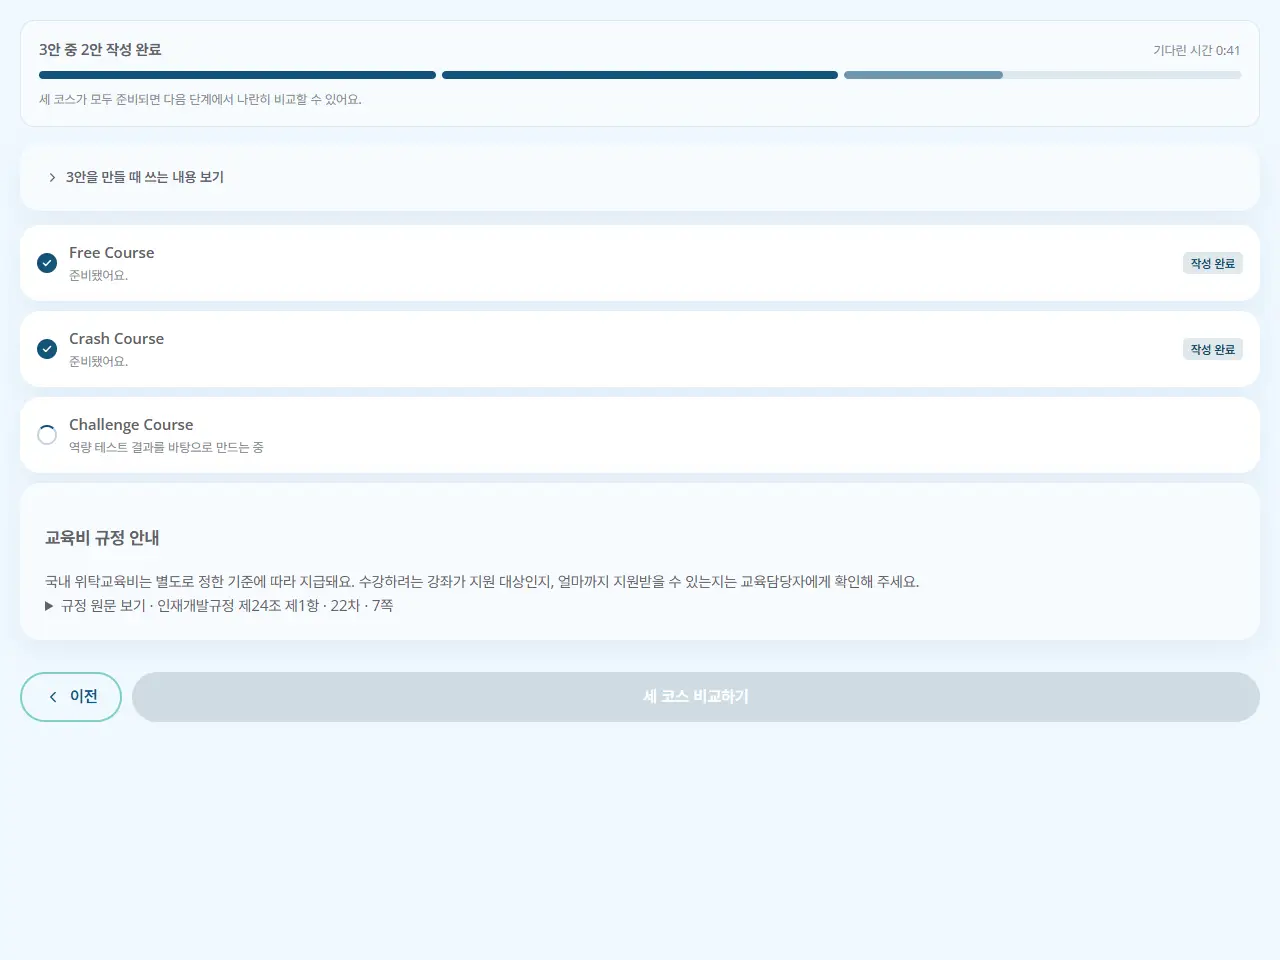 3안 중 2안 작성 완료
기다린 시간 0:41
세 코스가 모두 준비되면 다음 단계에서 나란히 비교할 수 있어요.
3안을 만들 때 쓰는 내용 보기
Free Course
준비됐어요.
작성 완료
Crash Course
준비됐어요.
작성 완료
Challenge Course
역량 테스트 결과를 바탕으로 만드는 중
교육비 규정 안내
국내 위탁교육비는 별도로 정한 기준에 따라 지급돼요. 수강하려는 강좌가 지원 대상인지, 얼마까지 지원받을 수 있는지는 교육담당자에게 확인해 주세요.
규정 원문 보기 · 인재개발규정 제24조 제1항 · 22차 · 7쪽
이전
세 코스 비교하기